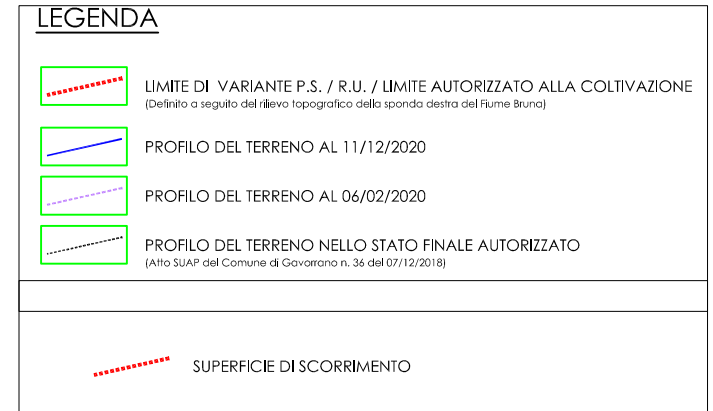 LEGENDA
LIMITE DI VARIANTE P.S. / R.U. / LIMITE AUTORIZZATO ALLA COLTIVAZIONE
(Definito a seguito del rilievo topografico della sponda destra del Fiume Bruna)
PROFILO DEL TERRENO AL 11/12/2020
PROFILO DEL TERRENO AL 06/02/2020
PROFILO DEL TERRENO NELLO STATO FINALE AUTORIZZATO
(Atto SUAP del Comune di Gavorrano n. 36 del 07/12/2018)
SUPERFICIE DI SCORRIMENTO